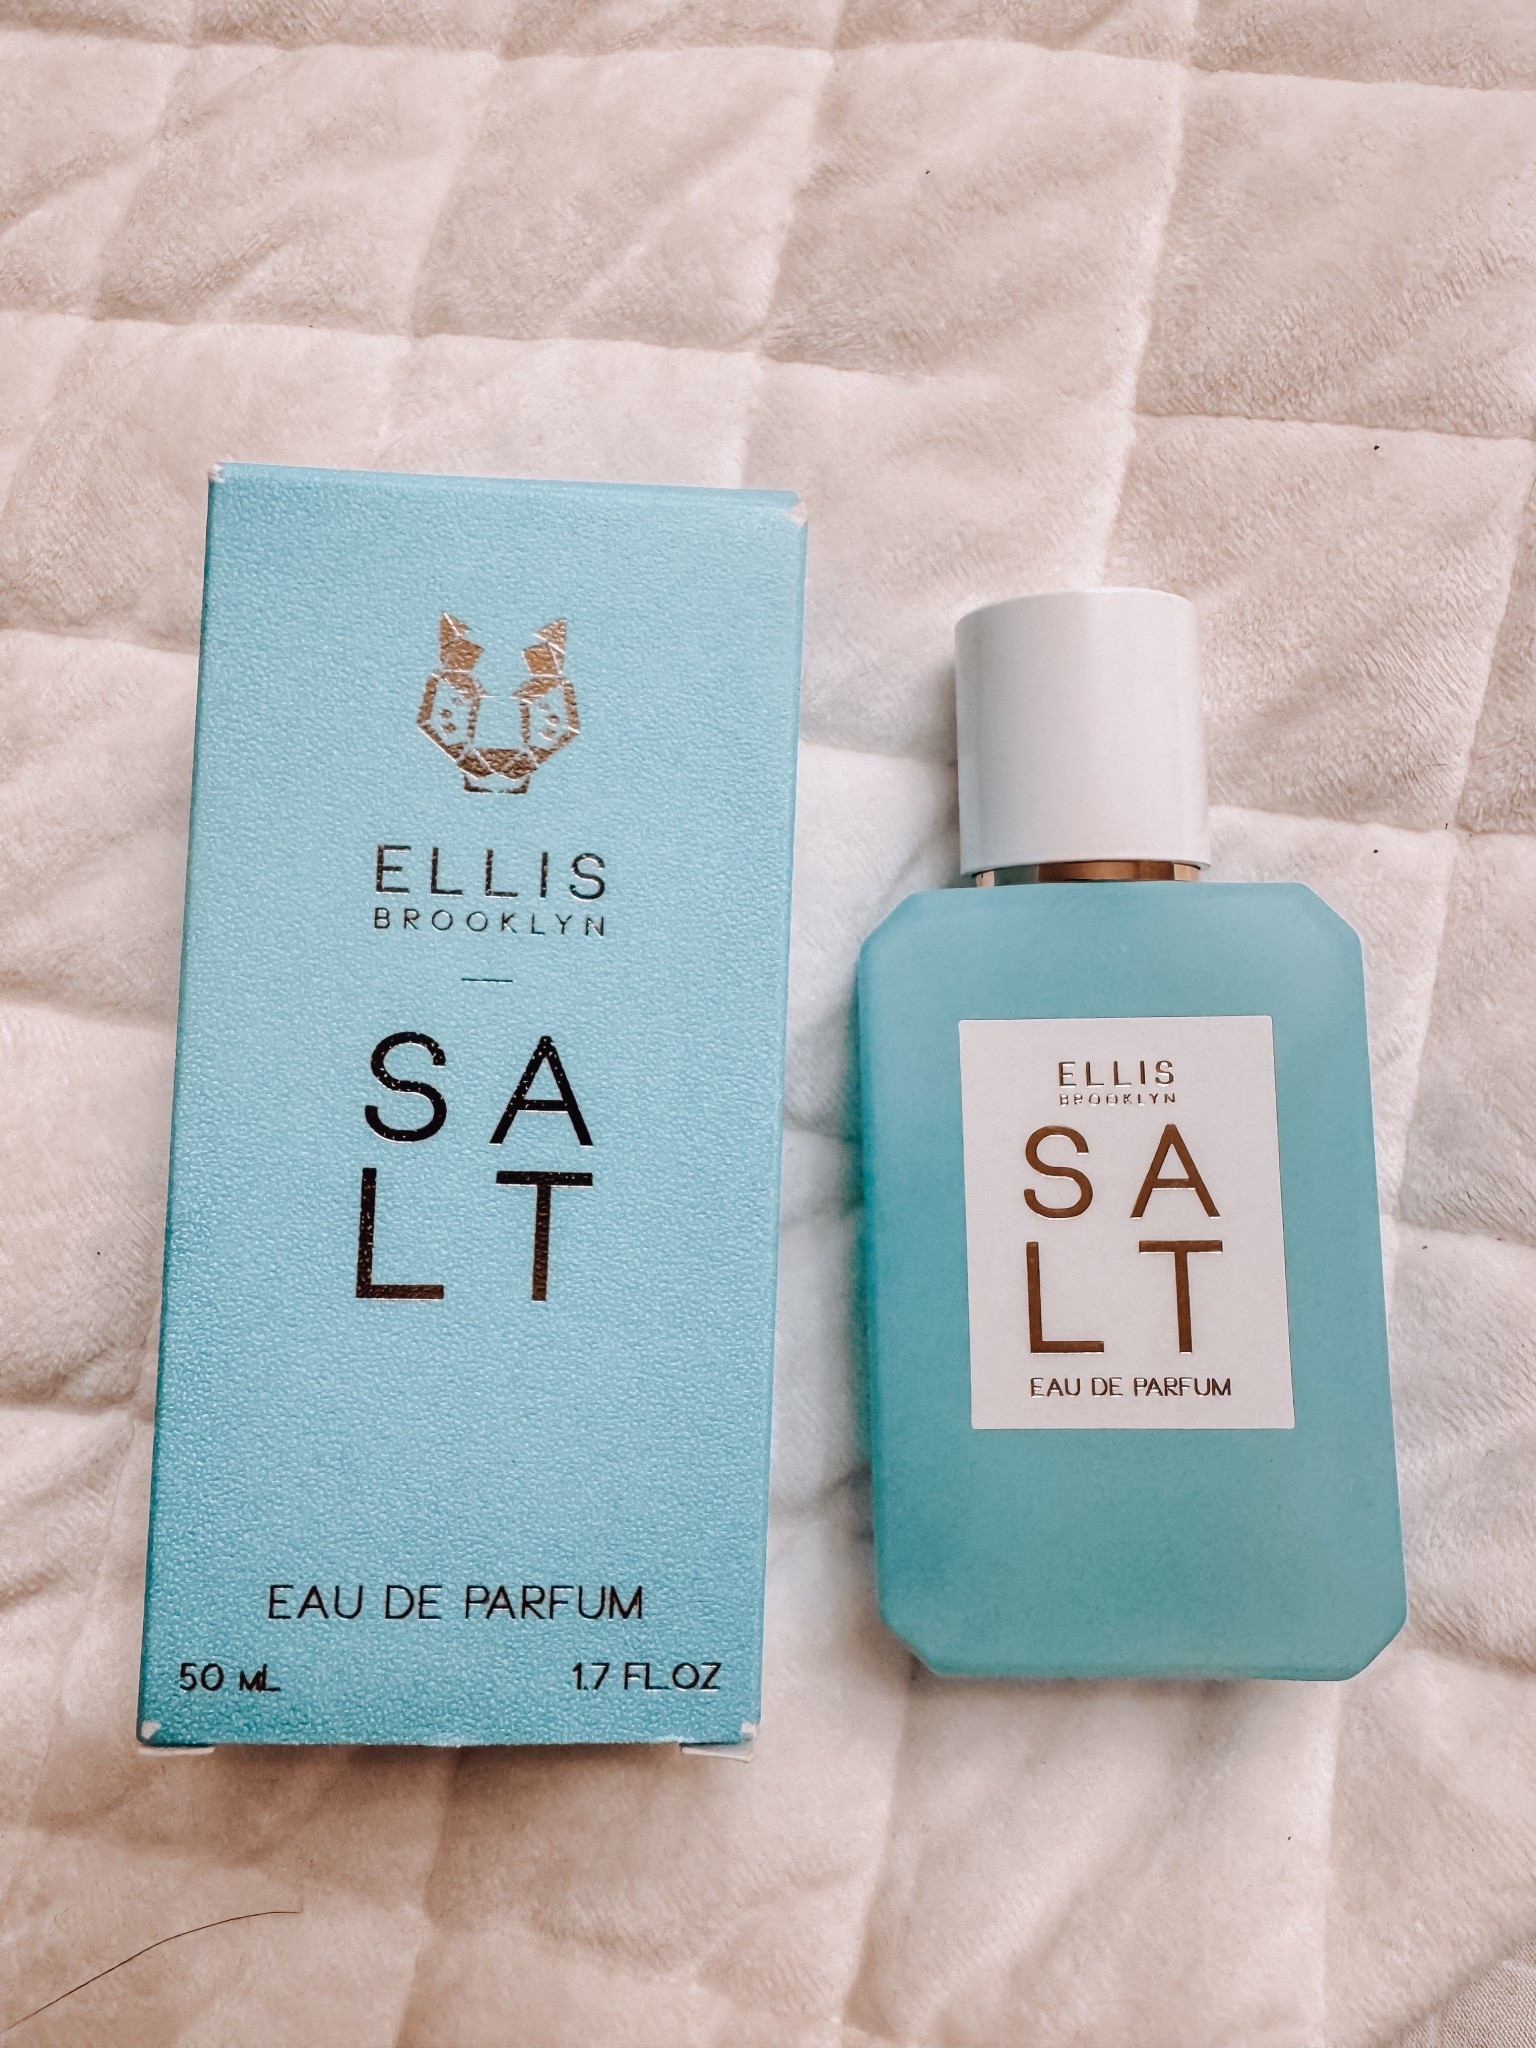 ELLIS
BROOKLYN
SA
LT
EAU DE PARFUM
50 mL 1.7 FL.OZ
ELLIS
BROOKLYN
SA
LT
EAU DE PARFUM